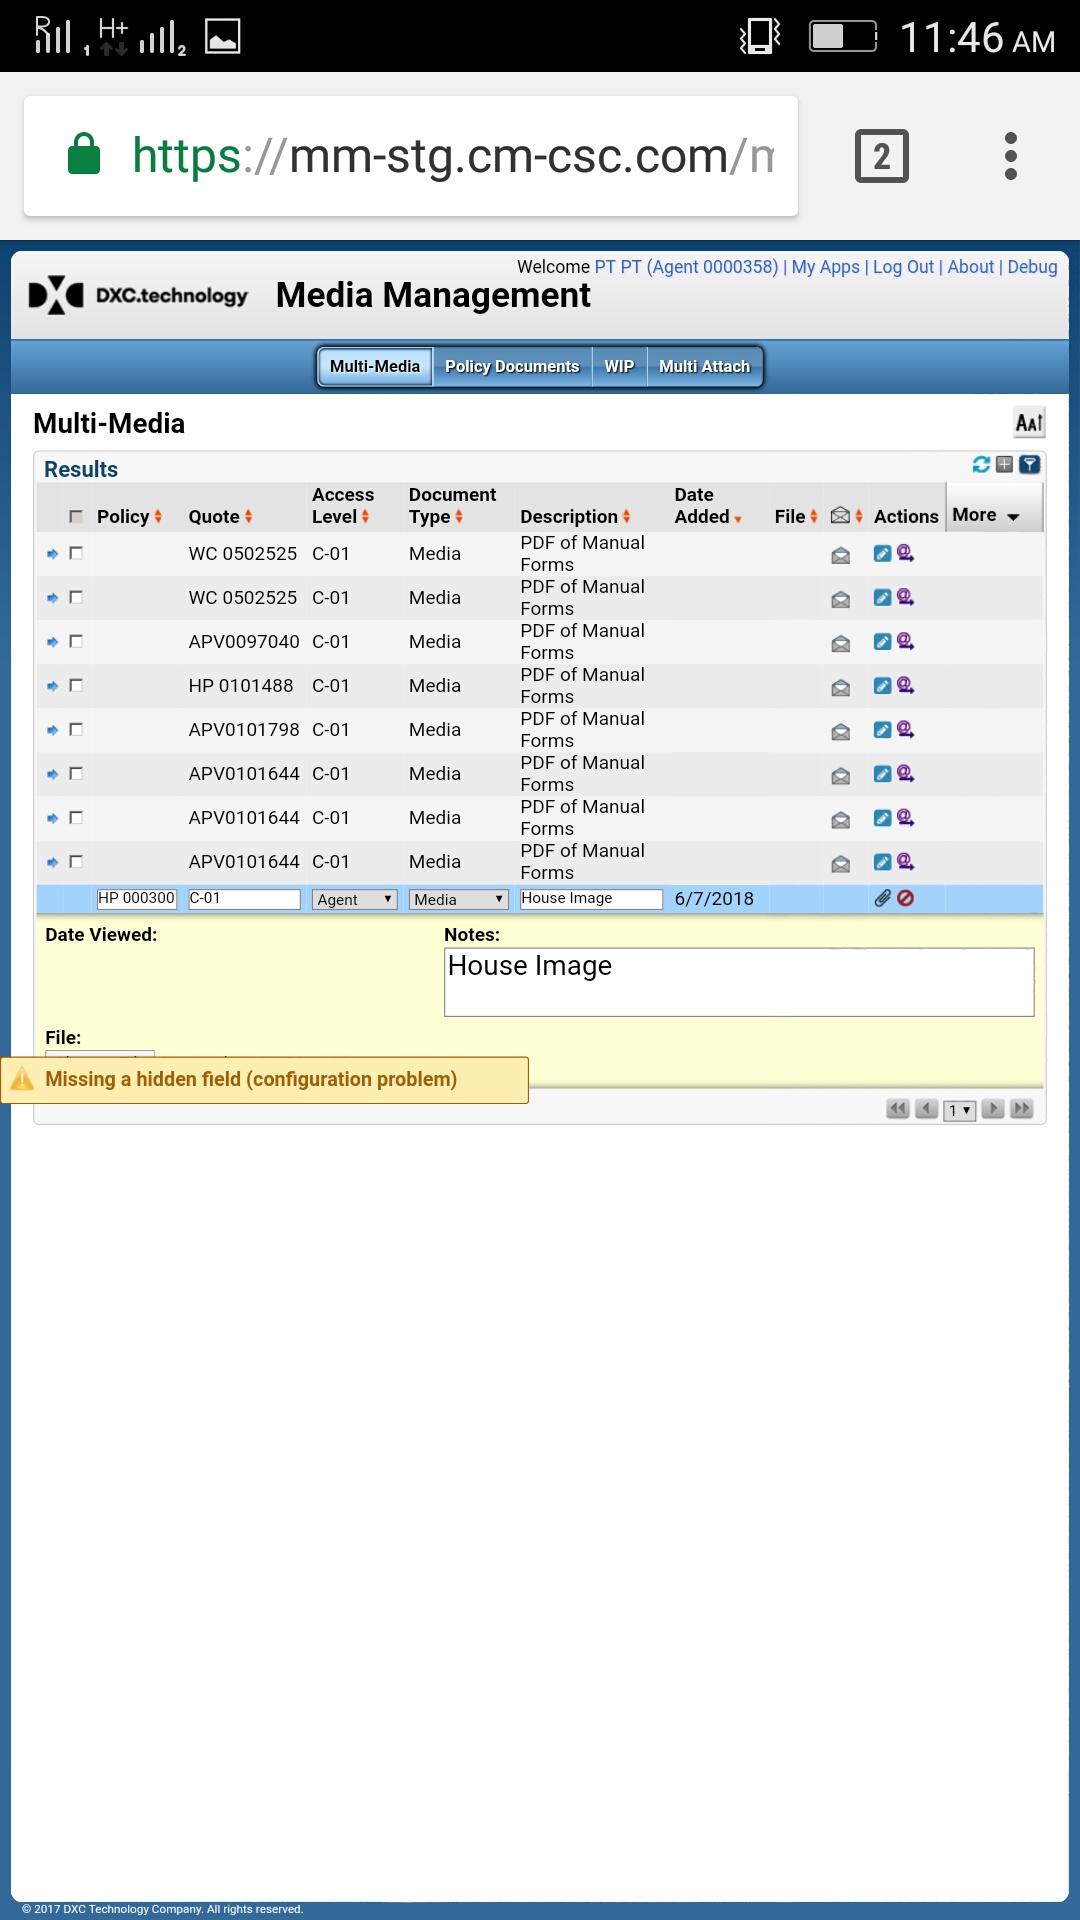 1 H+ 2 11:46 AM
https://mm-stg.cm-csc.com/m
2
Welcome PT PT (Agent 0000358) | My Apps | Log Out | About | Debug
DXC.technology Media Management
Multi-Media Policy Documents WIP Multi Attach
Multi-Media
Results
Policy Quote Access Level Document Type Description Date Added File Actions More
WC 0502525 C-01 Media PDF of Manual Forms
WC 0502525 C-01 Media PDF of Manual Forms
APV0097040 C-01 Media PDF of Manual Forms
HP 0101488 C-01 Media PDF of Manual Forms
APV0101798 C-01 Media PDF of Manual Forms
APV0101644 C-01 Media PDF of Manual Forms
APV0101644 C-01 Media PDF of Manual Forms
APV0101644 C-01 Media PDF of Manual Forms
HP 000300 C-01 Agent Media House Image 6/7/2018
Date Viewed: Notes:
House Image
File:
Missing a hidden field (configuration problem)
1
© 2017 DXC Technology Company. All rights reserved.